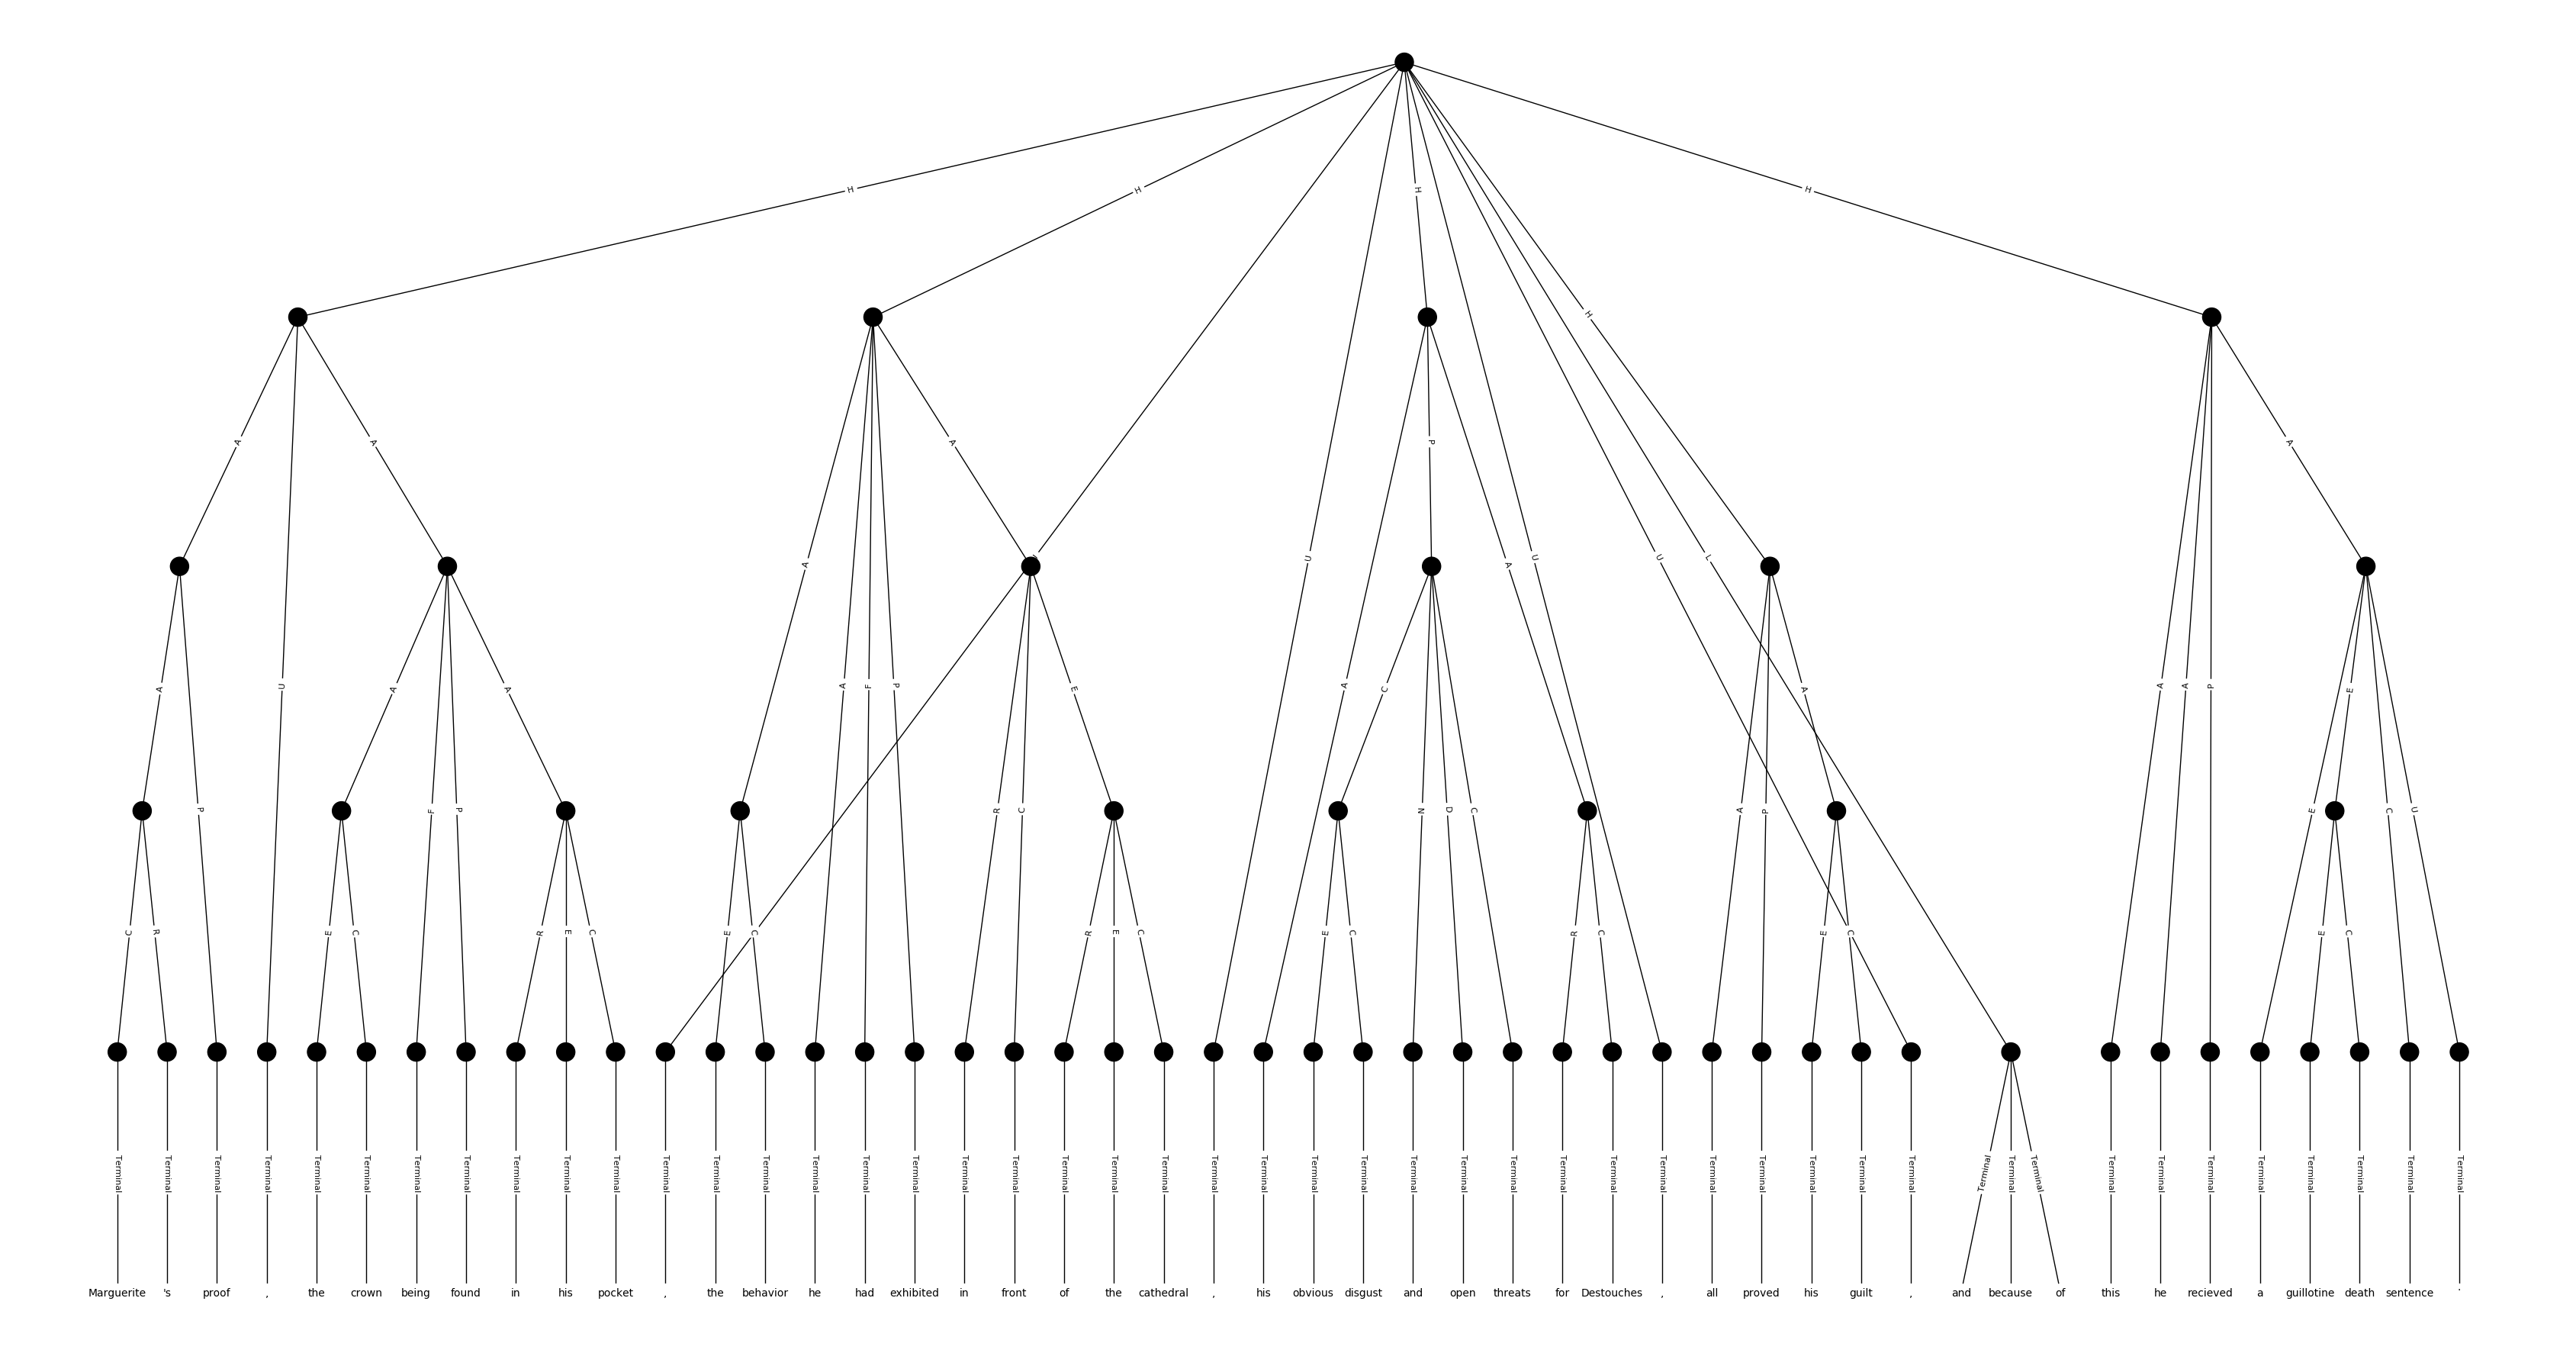 H H H H H
A A P A A
U L U U H
A A E C A A A P
U A F P A E
A P F P R C E N D C A P E C U
C R E C R E C E C R E C E C R C E C E C
Terminal Terminal Terminal Terminal Terminal Terminal Terminal Terminal Terminal Terminal Terminal Terminal Terminal Terminal Terminal Terminal Terminal Terminal Terminal Terminal Terminal Terminal Terminal Terminal Terminal Terminal Terminal Terminal Terminal Terminal Terminal Terminal Terminal Terminal Terminal Terminal Terminal Terminal Terminal Terminal Terminal Terminal Terminal Terminal Terminal Terminal Terminal Terminal
Marguerite 's proof , the crown being found in his pocket , the behavior he had exhibited in front of the cathedral , his obvious disgust and open threats for Destouches , all proved his guilt , and because of this he recieved a guillotine death sentence .